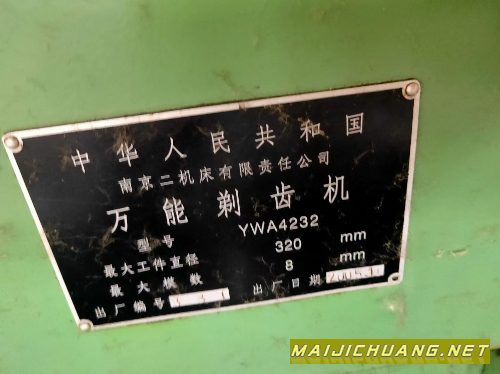 中华人民共和国
南京二机床有限责任公司
万能剃齿机
型号 YWA4232
最大工件直径 320 mm
最大模数 8 mm
出厂编号 出厂日期
MAIJICHUANG.NET